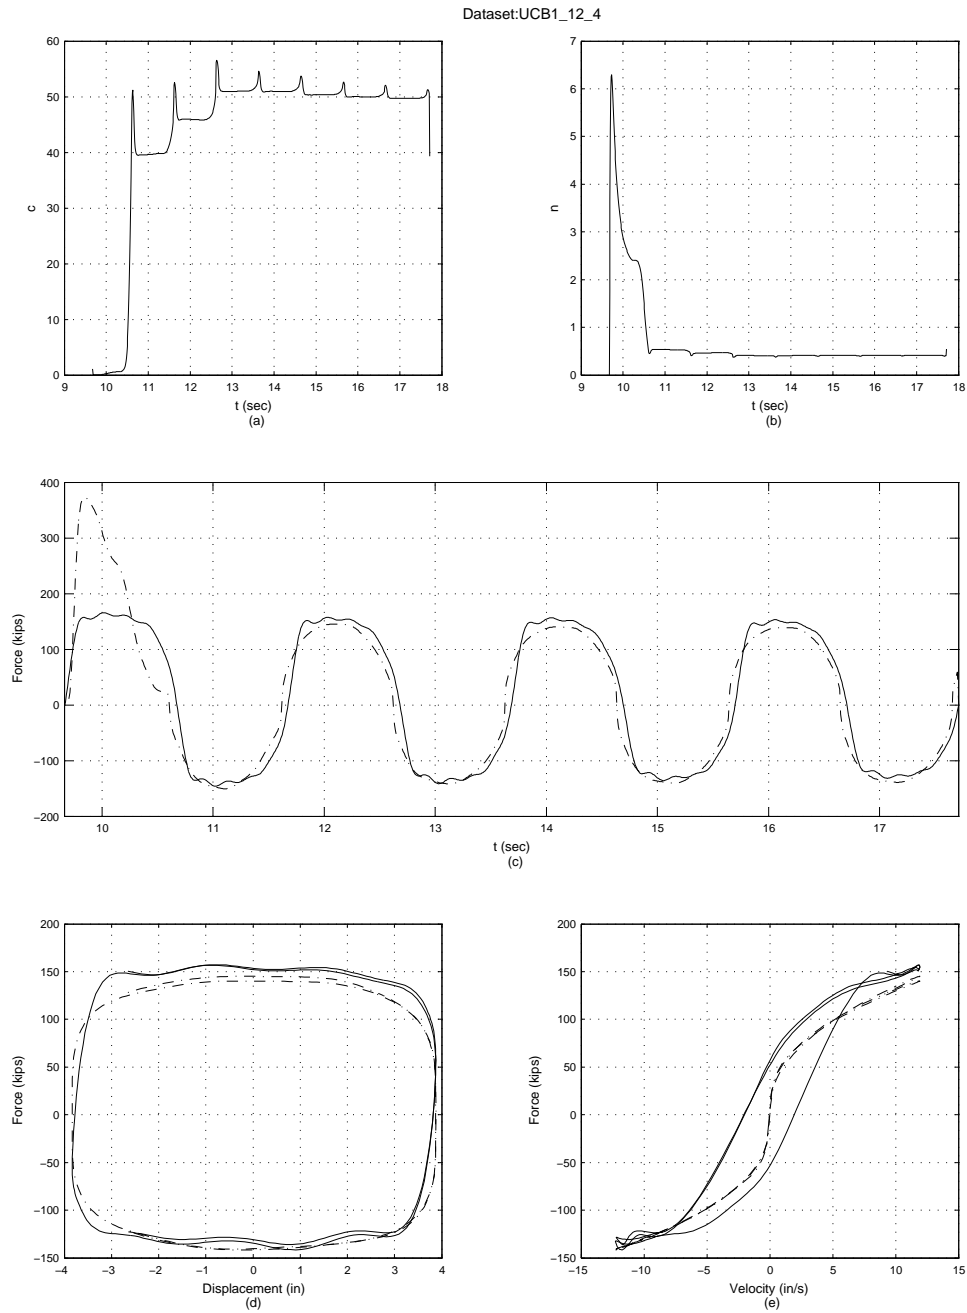 Dataset:UCB1_12_4
60
50
40
30
20
10
0
c
9 10 11 12 13 14 15 16 17 18
t (sec)
(a)
7
6
5
4
3
2
1
0
n
9 10 11 12 13 14 15 16 17 18
t (sec)
(b)
400
300
200
100
0
−100
−200
Force (kips)
10 11 12 13 14 15 16 17
t (sec)
(c)
200
150
100
50
0
−50
−100
−150
Force (kips)
−4 −3 −2 −1 0 1 2 3 4
Displacement (in)
(d)
200
150
100
50
0
−50
−100
−150
Force (kips)
−15 −10 −5 0 5 10 15
Velocity (in/s)
(e)